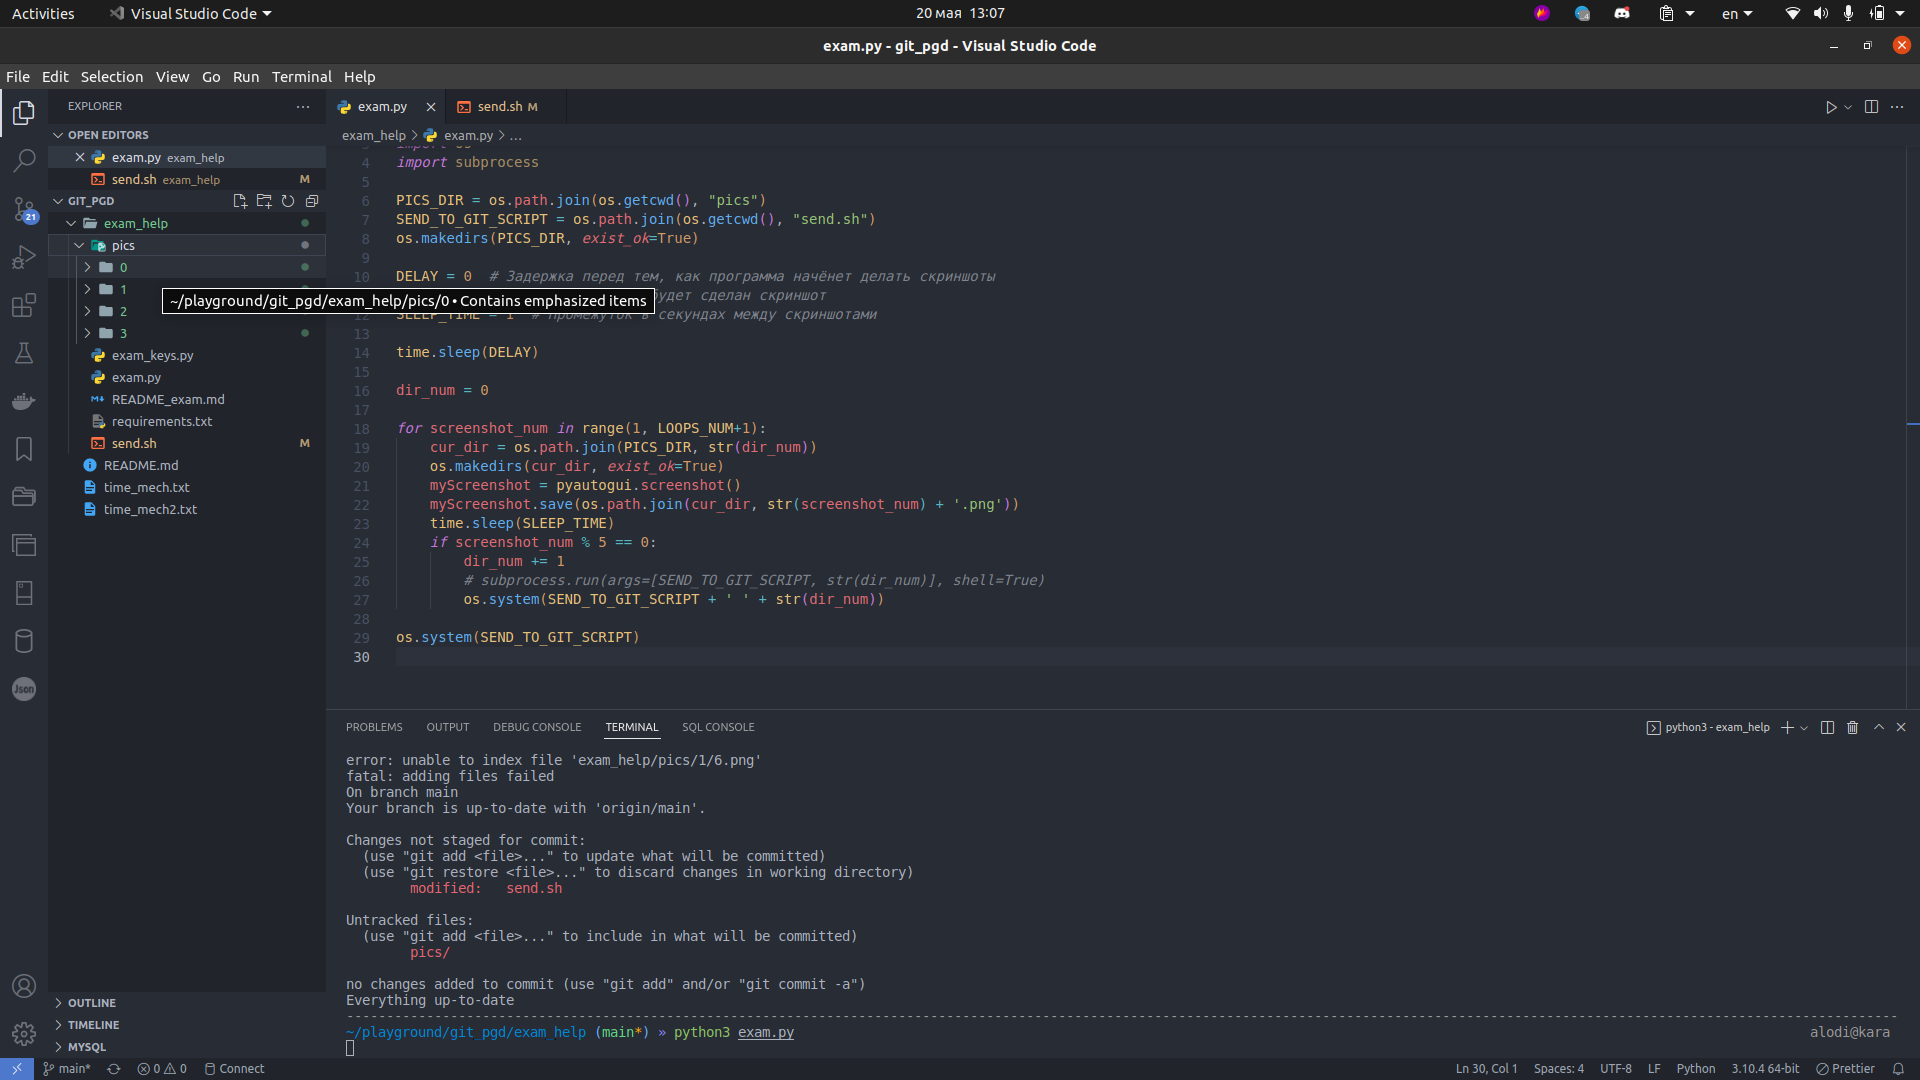 Activities
Visual Studio Code
20 мая 13:07
en
exam.py - git_pgd - Visual Studio Code
File Edit Selection View Go Run Terminal Help
EXPLORER
OPEN EDITORS
exam.py exam_help
send.sh exam_help M
GIT_PGD
exam_help
pics
0
1
2
3
exam_keys.py
exam.py
README_exam.md
requirements.txt
send.sh M
README.md
time_mech.txt
time_mech2.txt
OUTLINE
TIMELINE
MYSQL
21
Json
~/playground/git_pgd/exam_help/pics/0 • Contains emphasized items
exam.py
send.sh M
exam_help > exam.py > ...
4 import subprocess
5
6 PICS_DIR = os.path.join(os.getcwd(), "pics")
7 SEND_TO_GIT_SCRIPT = os.path.join(os.getcwd(), "send.sh")
8 os.makedirs(PICS_DIR, exist_ok=True)
9
10 DELAY = 0 # Задержка перед тем, как программа начёнет делать скриншоты
будет сделан скриншот
12 SLEEP_TIME = 1 # Промежуток в секундах между скриншотами
13
14 time.sleep(DELAY)
15
16 dir_num = 0
17
18 for screenshot_num in range(1, LOOPS_NUM+1):
19 cur_dir = os.path.join(PICS_DIR, str(dir_num))
20 os.makedirs(cur_dir, exist_ok=True)
21 myScreenshot = pyautogui.screenshot()
22 myScreenshot.save(os.path.join(cur_dir, str(screenshot_num) + '.png'))
23 time.sleep(SLEEP_TIME)
24 if screenshot_num % 5 == 0:
25 dir_num += 1
26 # subprocess.run(args=[SEND_TO_GIT_SCRIPT, str(dir_num)], shell=True)
27 os.system(SEND_TO_GIT_SCRIPT + ' ' + str(dir_num))
28
29 os.system(SEND_TO_GIT_SCRIPT)
30
PROBLEMS OUTPUT DEBUG CONSOLE TERMINAL SQL CONSOLE
python3 - exam_help
error: unable to index file 'exam_help/pics/1/6.png'
fatal: adding files failed
On branch main
Your branch is up-to-date with 'origin/main'.
Changes not staged for commit:
(use "git add <file>..." to update what will be committed)
(use "git restore <file>..." to discard changes in working directory)
modified: send.sh
Untracked files:
(use "git add <file>..." to include in what will be committed)
pics/
no changes added to commit (use "git add" and/or "git commit -a")
Everything up-to-date
~/playground/git_pgd/exam_help (main*) » python3 exam.py
alodi@kara
main* 0 0 Connect
Ln 30, Col 1 Spaces: 4 UTF-8 LF Python 3.10.4 64-bit Prettier